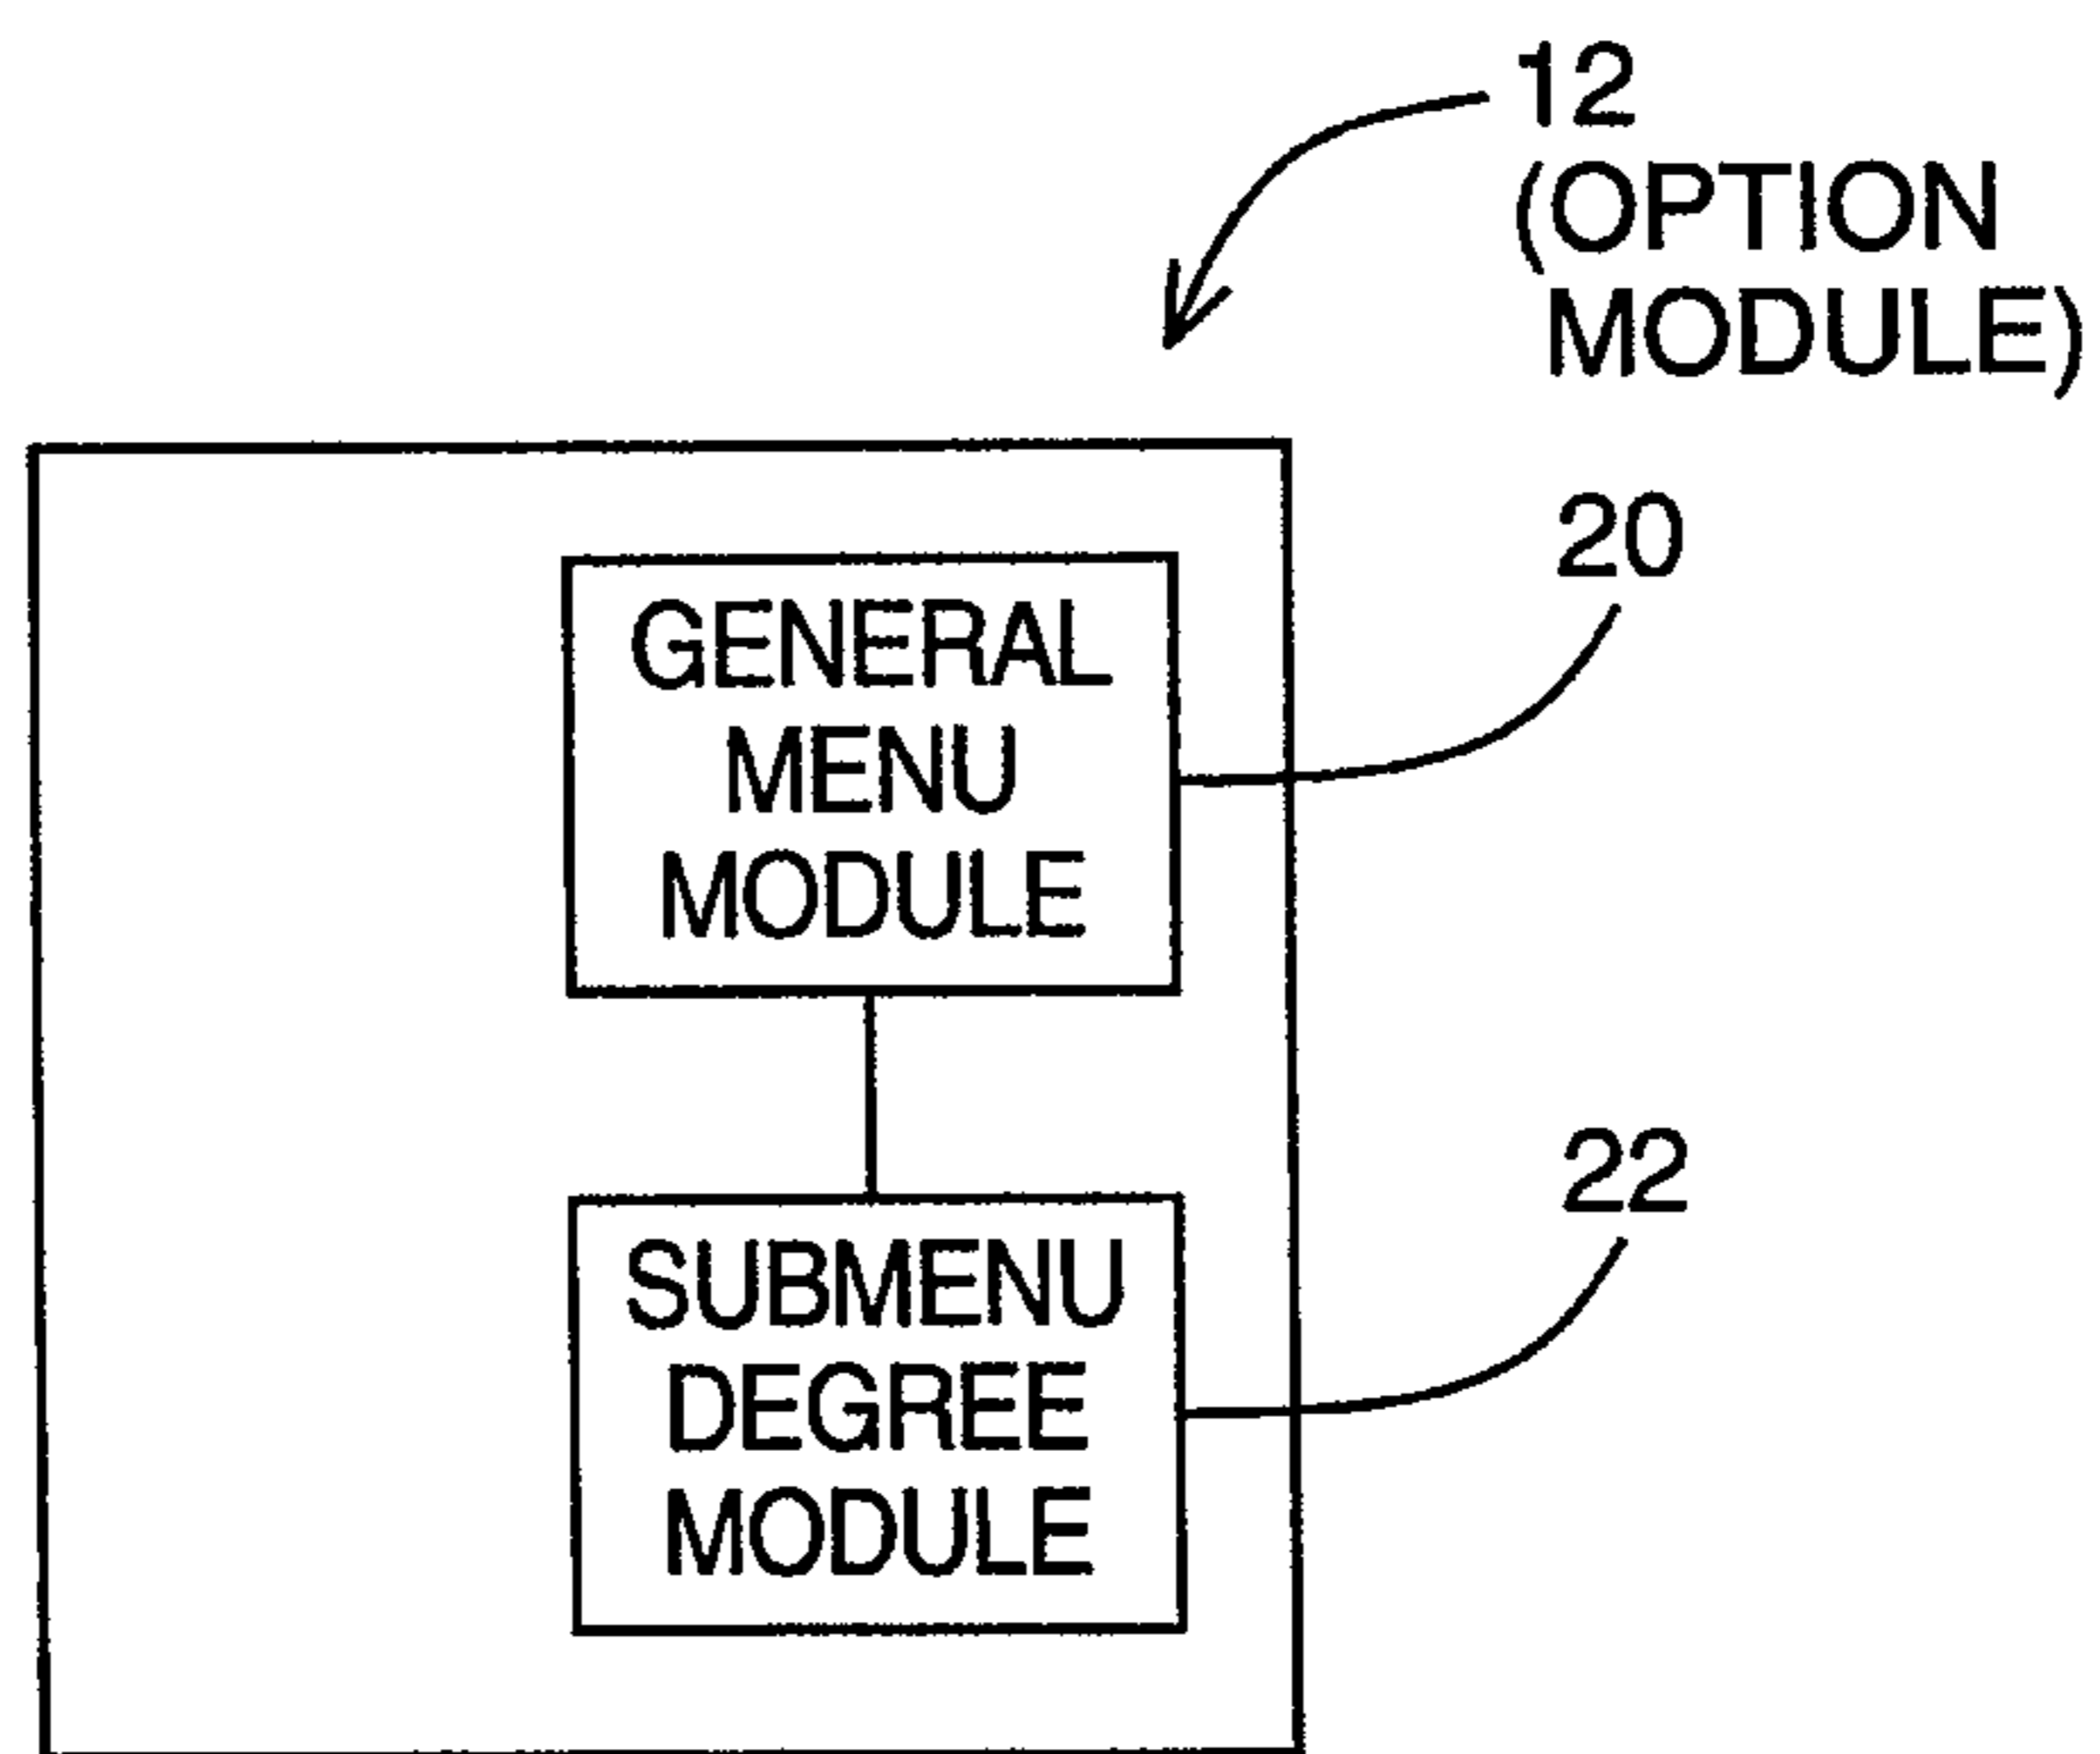 12
(OPTION
MODULE)
20
GENERAL
MENU
MODULE
22
SUBMENU
DEGREE
MODULE